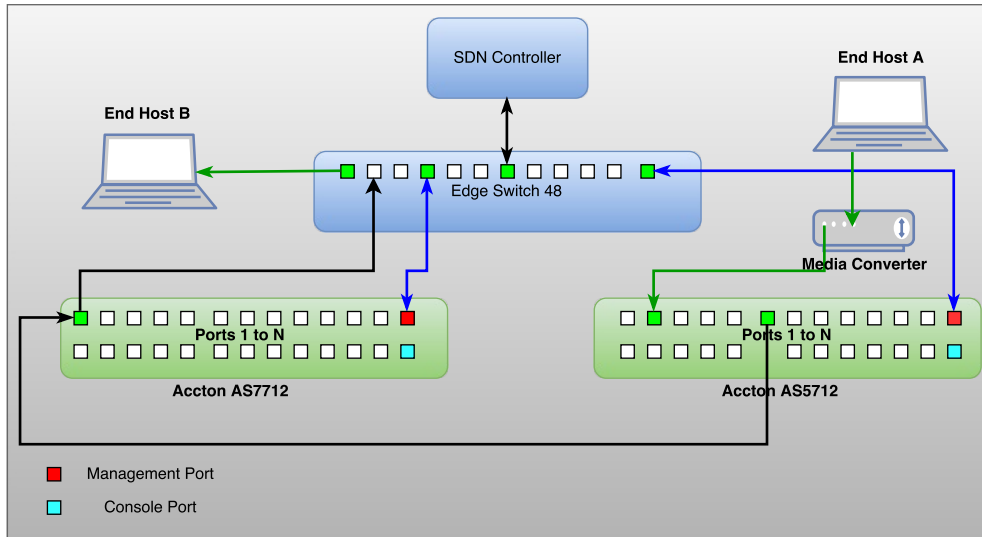 SDN Controller
End Host A
End Host B
Edge Switch 48
Media Converter
Ports 1 to N
Ports 1 to N
Accton AS7712
Accton AS5712
Management Port
Console Port